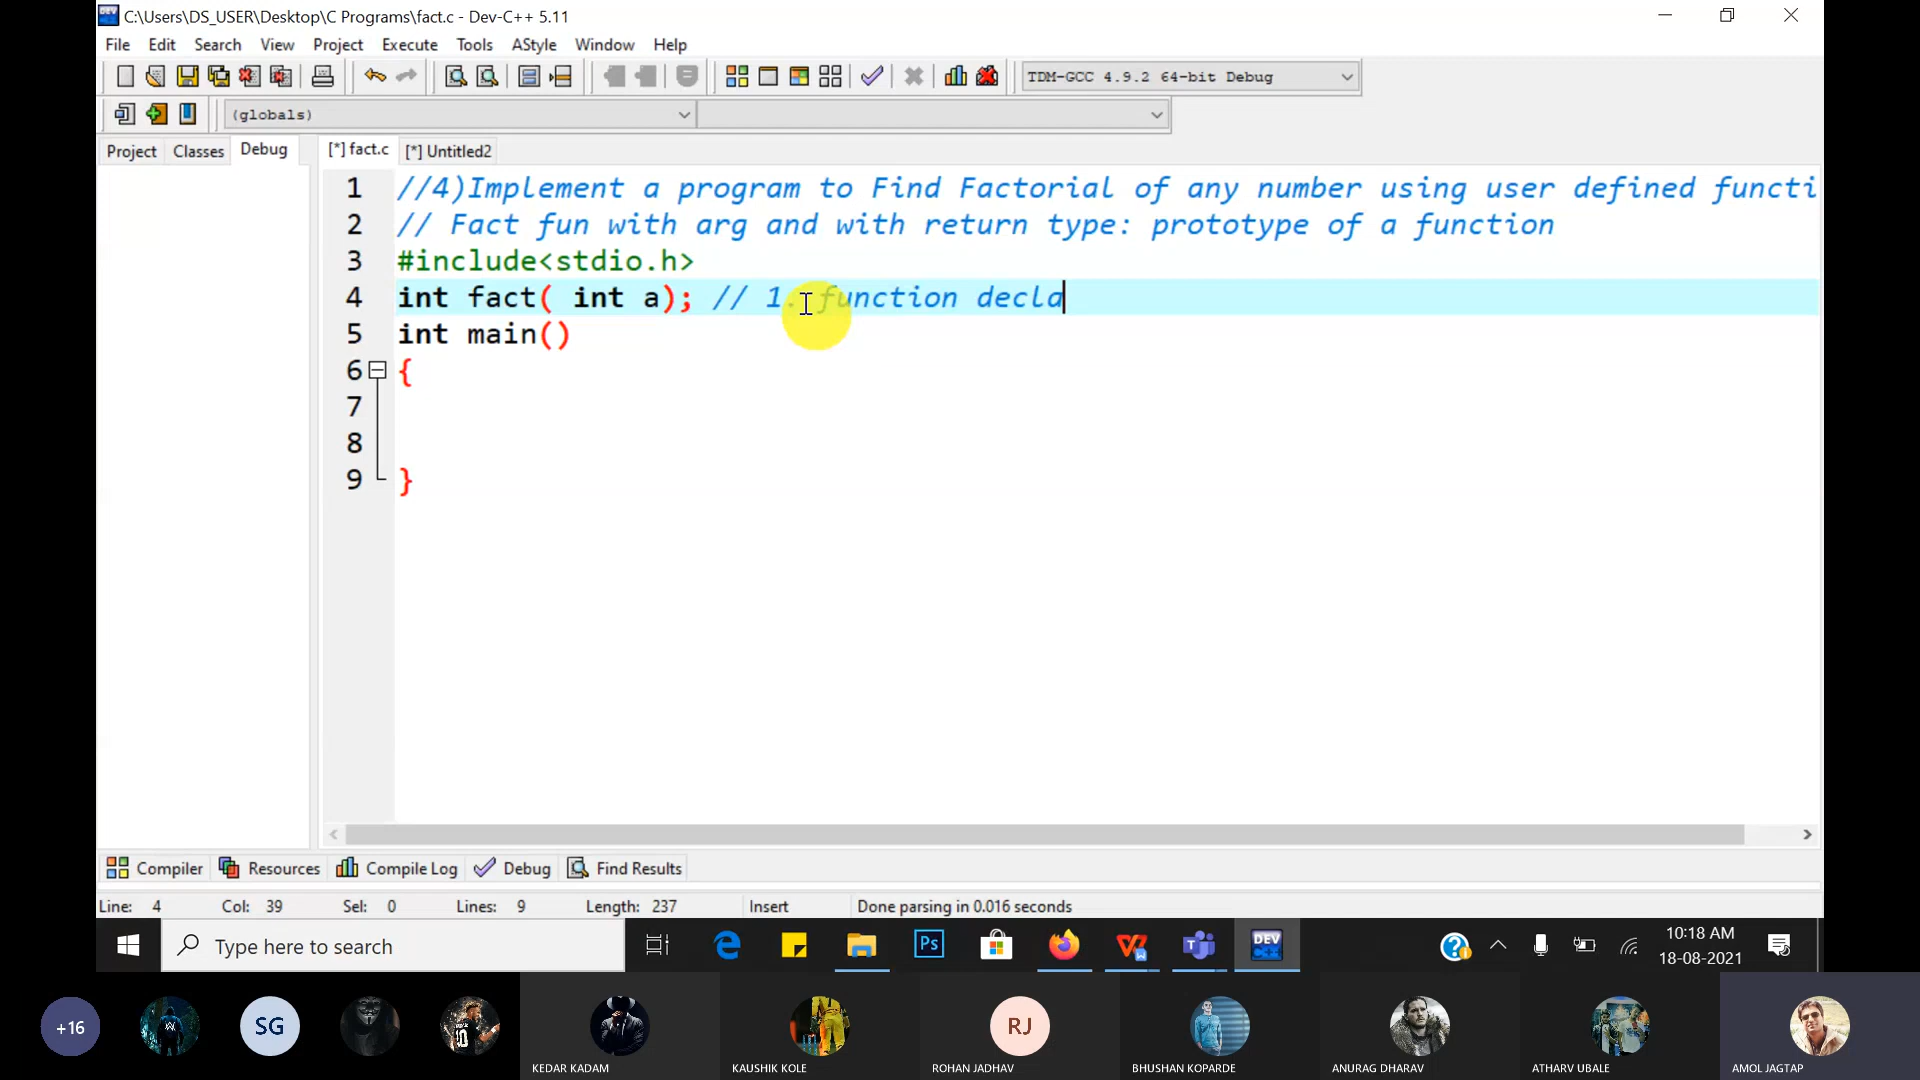 C:\Users\DS_USER\Desktop\C Programs\fact.c - Dev-C++ 5.11
File Edit Search View Project Execute Tools AStyle Window Help
TDM-GCC 4.9.2 64-bit Debug
(globals)
Project Classes Debug [*] fact.c [*] Untitled2
1 //4)Implement a program to Find Factorial of any number using user defined functi
2 // Fact fun with arg and with return type: prototype of a function
3 #include<stdio.h>
4 int fact( int a); // 1. function decla
5 int main()
6 {
7
8
9 }
Compiler Resources Compile Log Debug Find Results
Line: 4 Col: 39 Sel: 0 Lines: 9 Length: 237 Insert Done parsing in 0.016 seconds
Type here to search
Ps
DEV C++
10:18 AM
18-08-2021
+16 SG RJ
KEDAR KADAM KAUSHIK KOLE ROHAN JADHAV BHUSHAN KOPARDE ANURAG DHARAV ATHARV UBALE AMOL JAGTAP